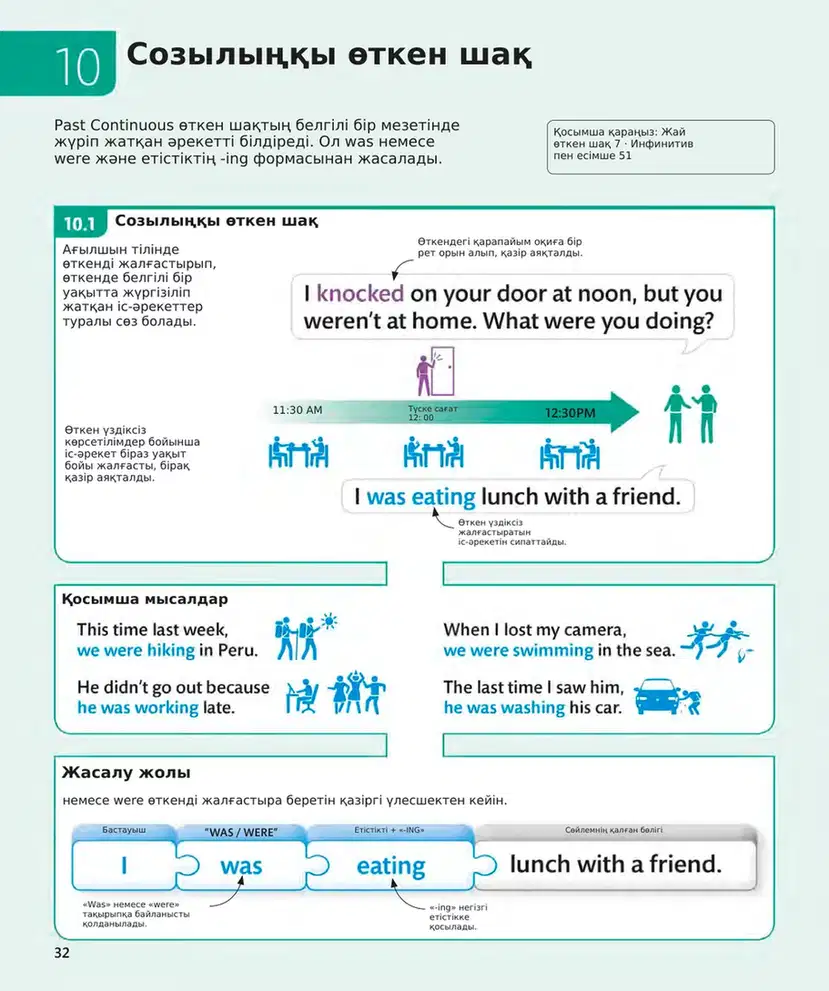 10
Созылыңқы өткен шақ
Past Continuous өткен шақтың белгілі бір мезетінде
жүріп жатқан әрекетті білдіреді. Ол was немесе
were және етістіктің -ing формасынан жасалады.
Қосымша қараңыз: Жай
өткен шақ 7 · Инфинитив
пен есімше 51
10.1 Созылыңқы өткен шақ
Ағылшын тілінде
өткенді жалғастырып,
өткенде белгілі бір
уақытта жүргізіліп
жатқан іс-әрекеттер
туралы сөз болады.
Өткендегі қарапайым оқиға бір
рет орын алып, қазір аяқталды.
I knocked on your door at noon, but you
weren't at home. What were you doing?
11:30 AM
Түске сағат
12: 00
12:30PM
Өткен үздіксіз
көрсетілімдер бойынша
іс-әрекет біраз уақыт
бойы жалғасты, бірақ
қазір аяқталды.
I was eating lunch with a friend.
Өткен үздіксіз
жалғастыратын
іс-әрекетін сипаттайды.
Қосымша мысалдар
This time last week,
we were hiking in Peru.
When I lost my camera,
we were swimming in the sea.
He didn't go out because
he was working late.
The last time I saw him,
he was washing his car.
Жасалу жолы
немесе were өткенді жалғастыра беретін қазіргі үлесшектен кейін.
Бастауыш
"WAS / WERE"
Етістікті + «-ING»
Сөйлемнің қалған бөлігі
I
was
eating
lunch with a friend.
«Was» немесе «were»
тақырыпқа байланысты
қолданылады.
«-ing» негізгі
етістікке
қосылады.
32